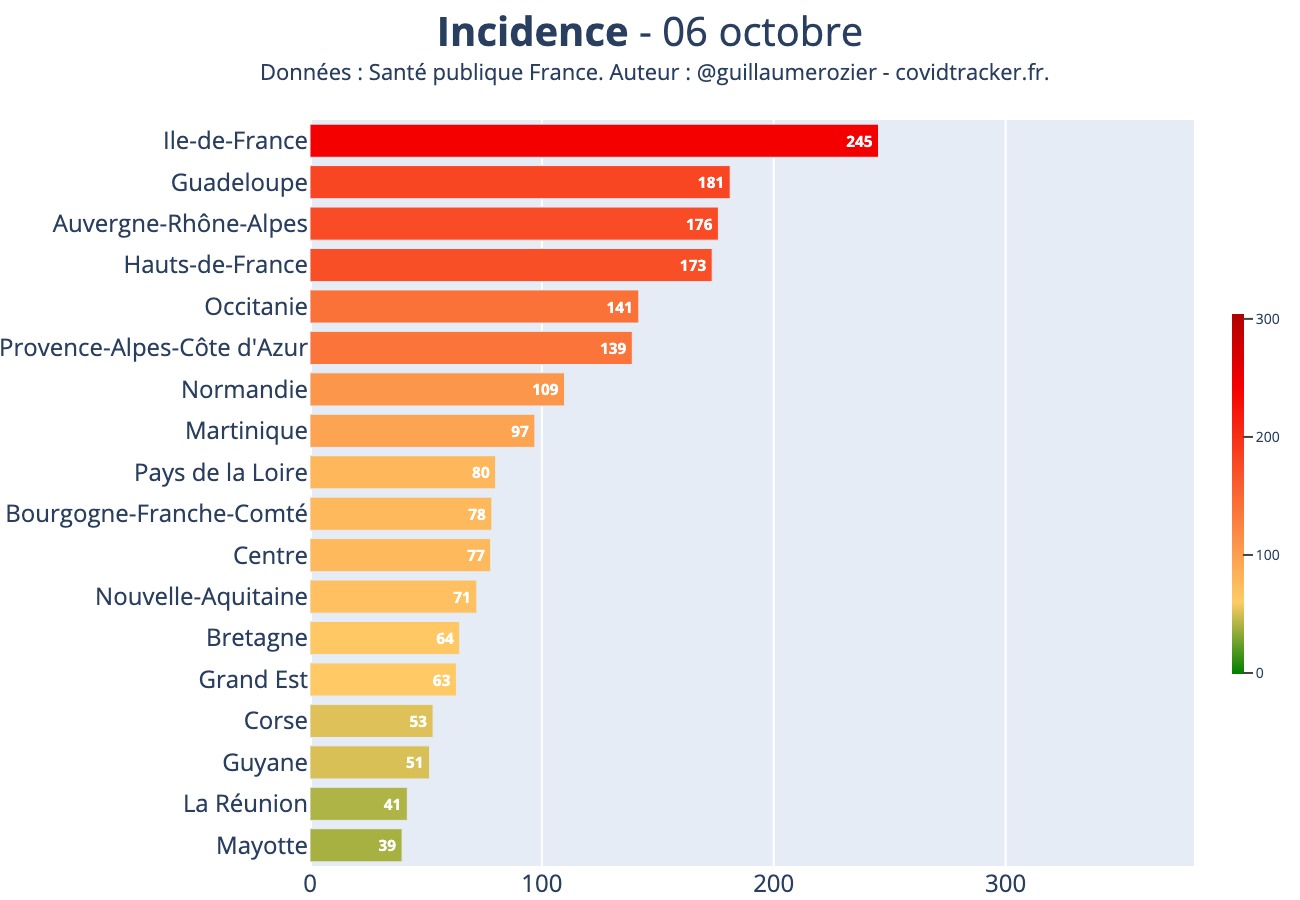 Incidence - 06 octobre
Données : Santé publique France. Auteur : @guillaumerozier - covidtracker.fr.
Ile-de-France 245
Guadeloupe 181
Auvergne-Rhône-Alpes 176
Hauts-de-France 173
Occitanie 141
Provence-Alpes-Côte d'Azur 139
Normandie 109
Martinique 97
Pays de la Loire 80
Bourgogne-Franche-Comté 78
Centre 77
Nouvelle-Aquitaine 71
Bretagne 64
Grand Est 63
Corse 53
Guyane 51
La Réunion 41
Mayotte 39
0 100 200 300
300
200
100
0